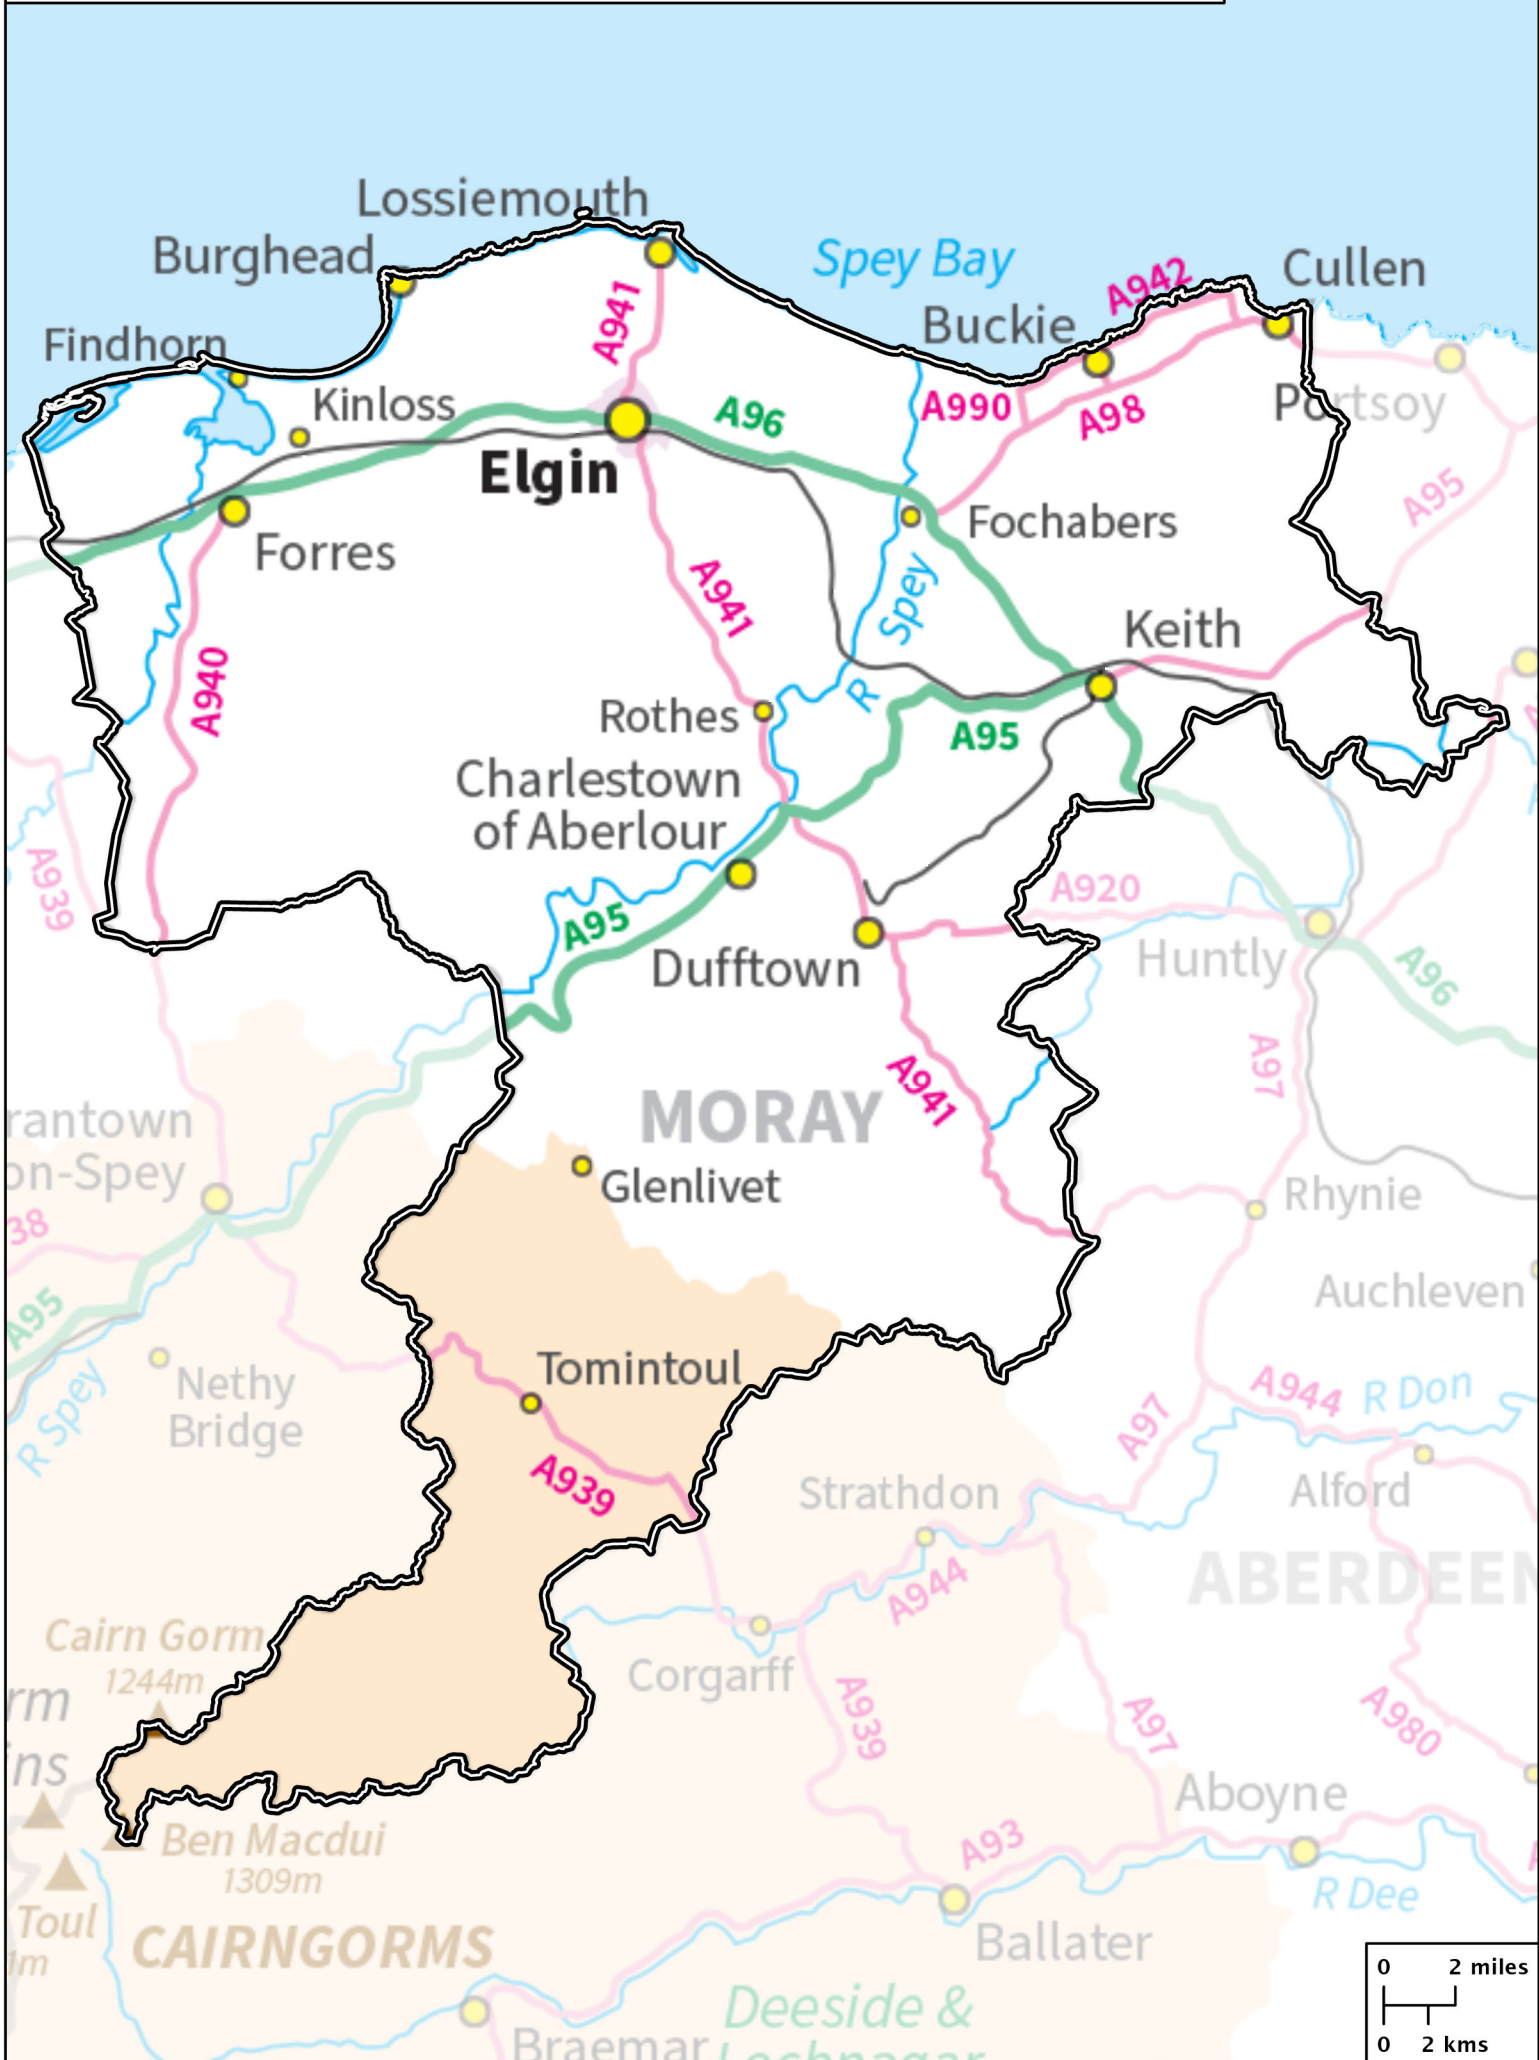 Lossiemouth
Burghead
Spey Bay
Cullen
A942
Buckie
A941
Findhorn
Kinloss
A96
A990
A98
Portsoy
Elgin
A95
Fochabers
Forres
A941
Spey
R
Keith
A940
Rothes
A95
Charlestown
of Aberlour
A939
A920
A95
Dufftown
Huntly
A96
A97
A941
MORAY
rantown
on-Spey
Glenlivet
Rhynie
38
A95
Auchleven
Tomintoul
Nethy
Bridge
R Spey
A944
R Don
A97
A939
Strathdon
Alford
A944
ABERDEEN
Cairn Gorm
1244m
Corgarff
rm
ins
A939
A97
A980
Aboyne
Ben Macdui
1309m
A93
R Dee
Toul
1m
CAIRNGORMS
Ballater
0 2 miles
0 2 kms
Deeside &
Braemar
Lochnagar